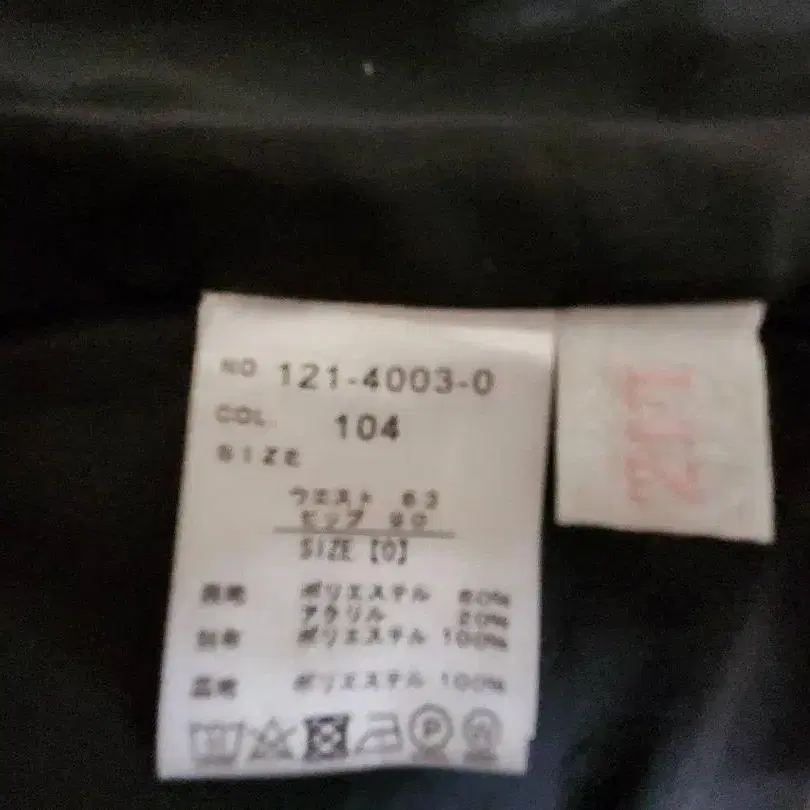 NO 121-4003-0
COL. 104
SIZE
ウエスト 63
ヒップ 90
SIZE [0]
表地 ポリエステル 80%
アクリル 20%
別布 ポリエステル 100%
裏地 ポリエステル 100%
P
W